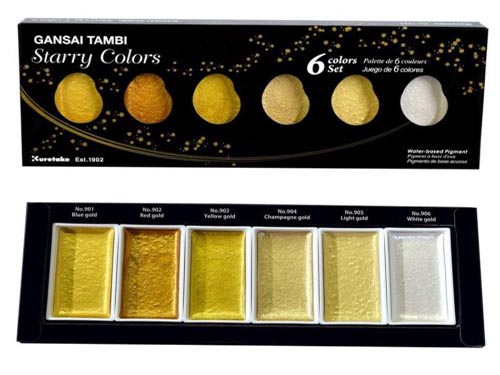 GANSAI TAMBI
Starry Colors
6 colors Set
Palette de 6 couleurs
Juego de 6 colores
Kuretake Est.1902
Water-based Pigment
Pigment à base d'eau
Pigmento de base acuosa
No.901 Blue gold
No.902 Red gold
No.903 Yellow gold
No.904 Champagne gold
No.905 Light gold
No.906 White gold